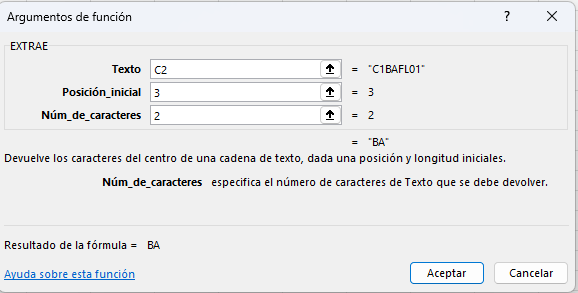 Argumentos de función ? ×
EXTRAE
Texto C2 = "C1BAFL01"
Posición_inicial 3 = 3
Núm_de_caracteres 2 = 2
= "BA"
Devuelve los caracteres del centro de una cadena de texto, dada una posición y longitud iniciales.
Núm_de_caracteres especifica el número de caracteres de Texto que se debe devolver.
Resultado de la fórmula = BA
Ayuda sobre esta función Aceptar Cancelar